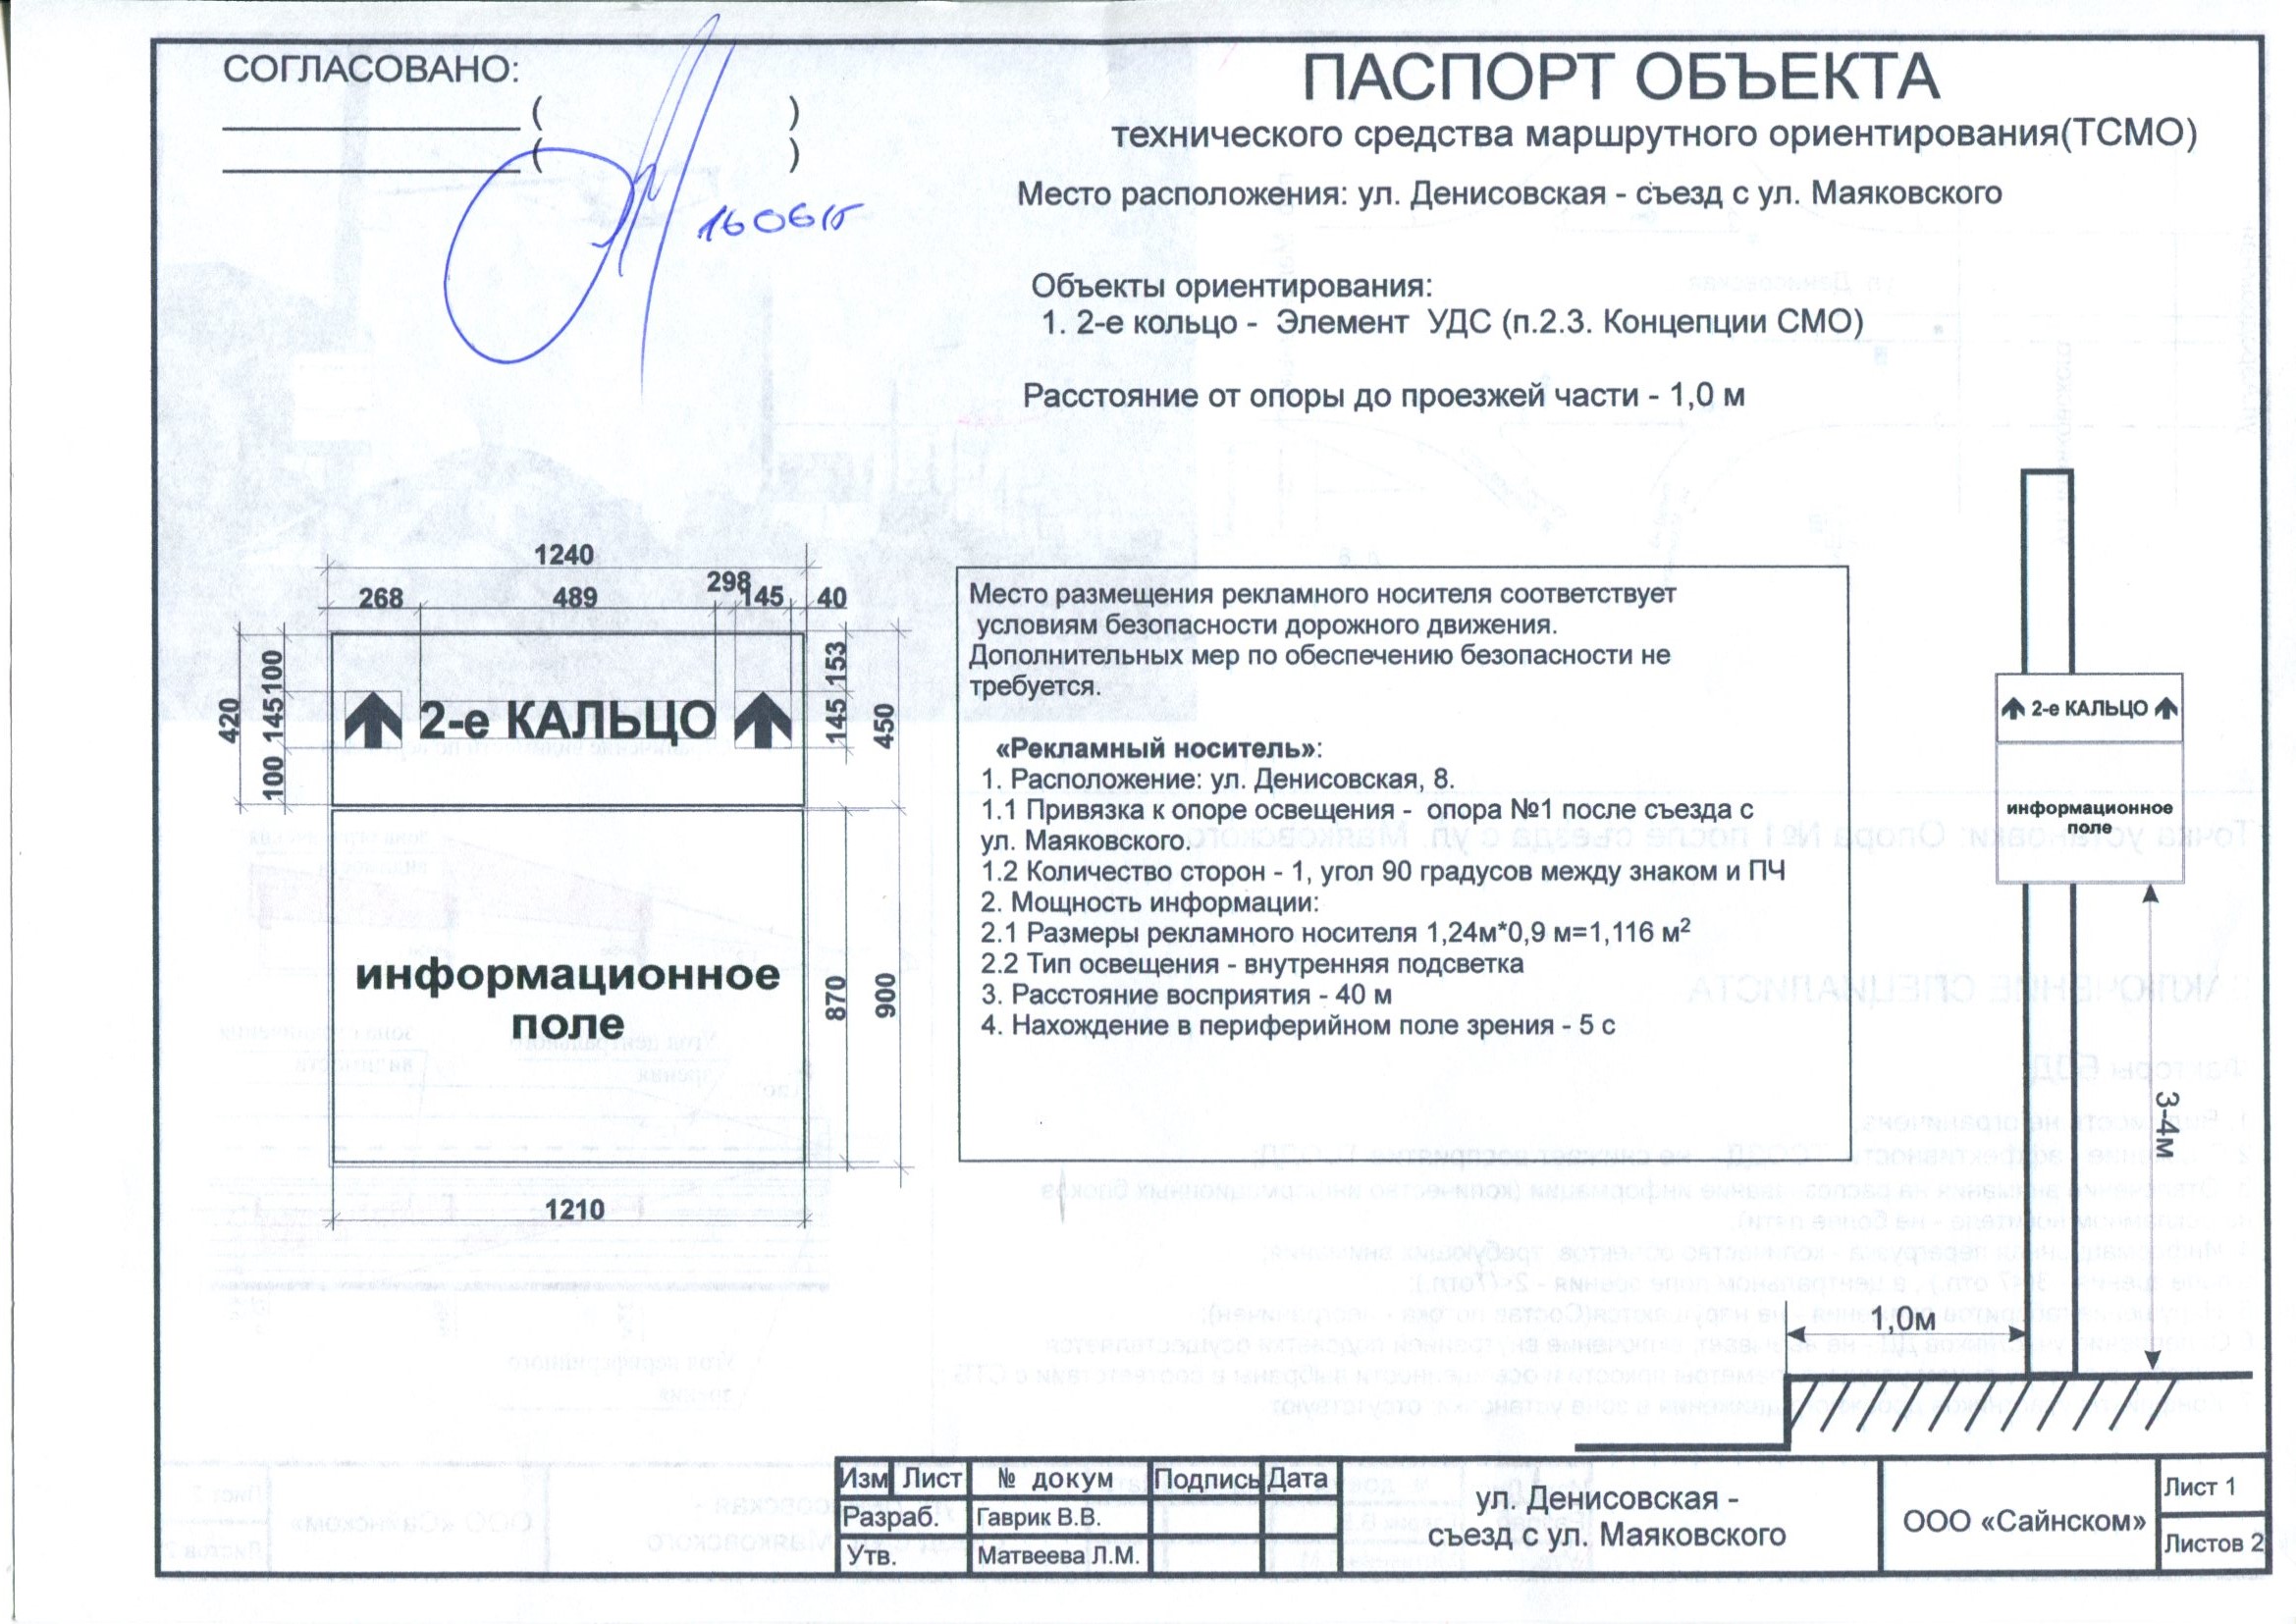 СОГЛАСОВАНО:
( )
( )
160615
ПАСПОРТ ОБЪЕКТА
технического средства маршрутного ориентирования(ТСМО)
Место расположения: ул. Денисовская - съезд с ул. Маяковского
Объекты ориентирования:
1. 2-е кольцо - Элемент УДС (п.2.3. Концепции СМО)
Расстояние от опоры до проезжей части - 1,0 м
1240
268 489 298 145 40
420
100 145 100
153 145
450
2-е КАЛЬЦО
информационное
поле
870
900
1210
Место размещения рекламного носителя соответствует
условиям безопасности дорожного движения.
Дополнительных мер по обеспечению безопасности не
требуется.
«Рекламный носитель»:
1. Расположение: ул. Денисовская, 8.
1.1 Привязка к опоре освещения - опора №1 после съезда с
ул. Маяковского.
1.2 Количество сторон - 1, угол 90 градусов между знаком и ПЧ
2. Мощность информации:
2.1 Размеры рекламного носителя 1,24м*0,9 м=1,116 м²
2.2 Тип освещения - внутренняя подсветка
3. Расстояние восприятия - 40 м
4. Нахождение в периферийном поле зрения - 5 с
2-е КАЛЬЦО
информационное
поле
3-4м
1,0м
Изм Лист № докум Подпись Дата
Разраб. Гаврик В.В.
Утв. Матвеева Л.М.
ул. Денисовская -
съезд с ул. Маяковского
ООО «Сайнском»
Лист 1
Листов 2